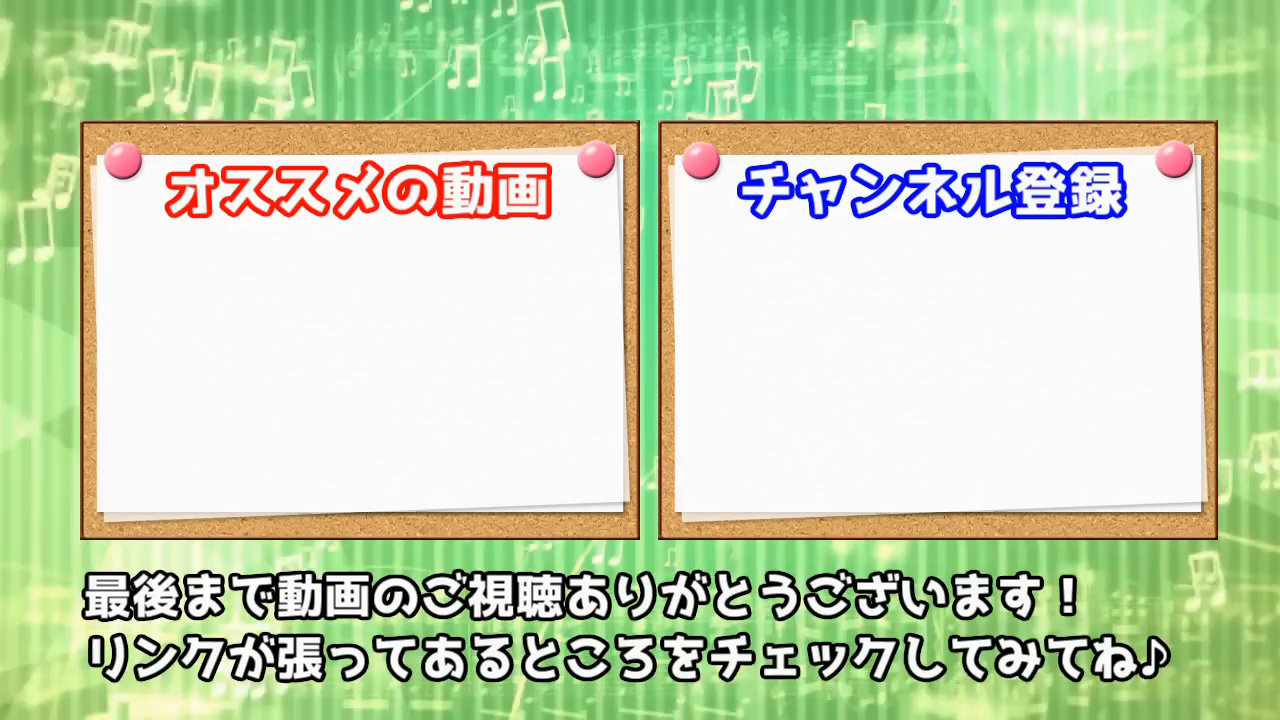 オススメの動画
チャンネル登録
最後まで動画のご視聴ありがとうございます！
リンクが張ってあるところをチェックしてみてね♪